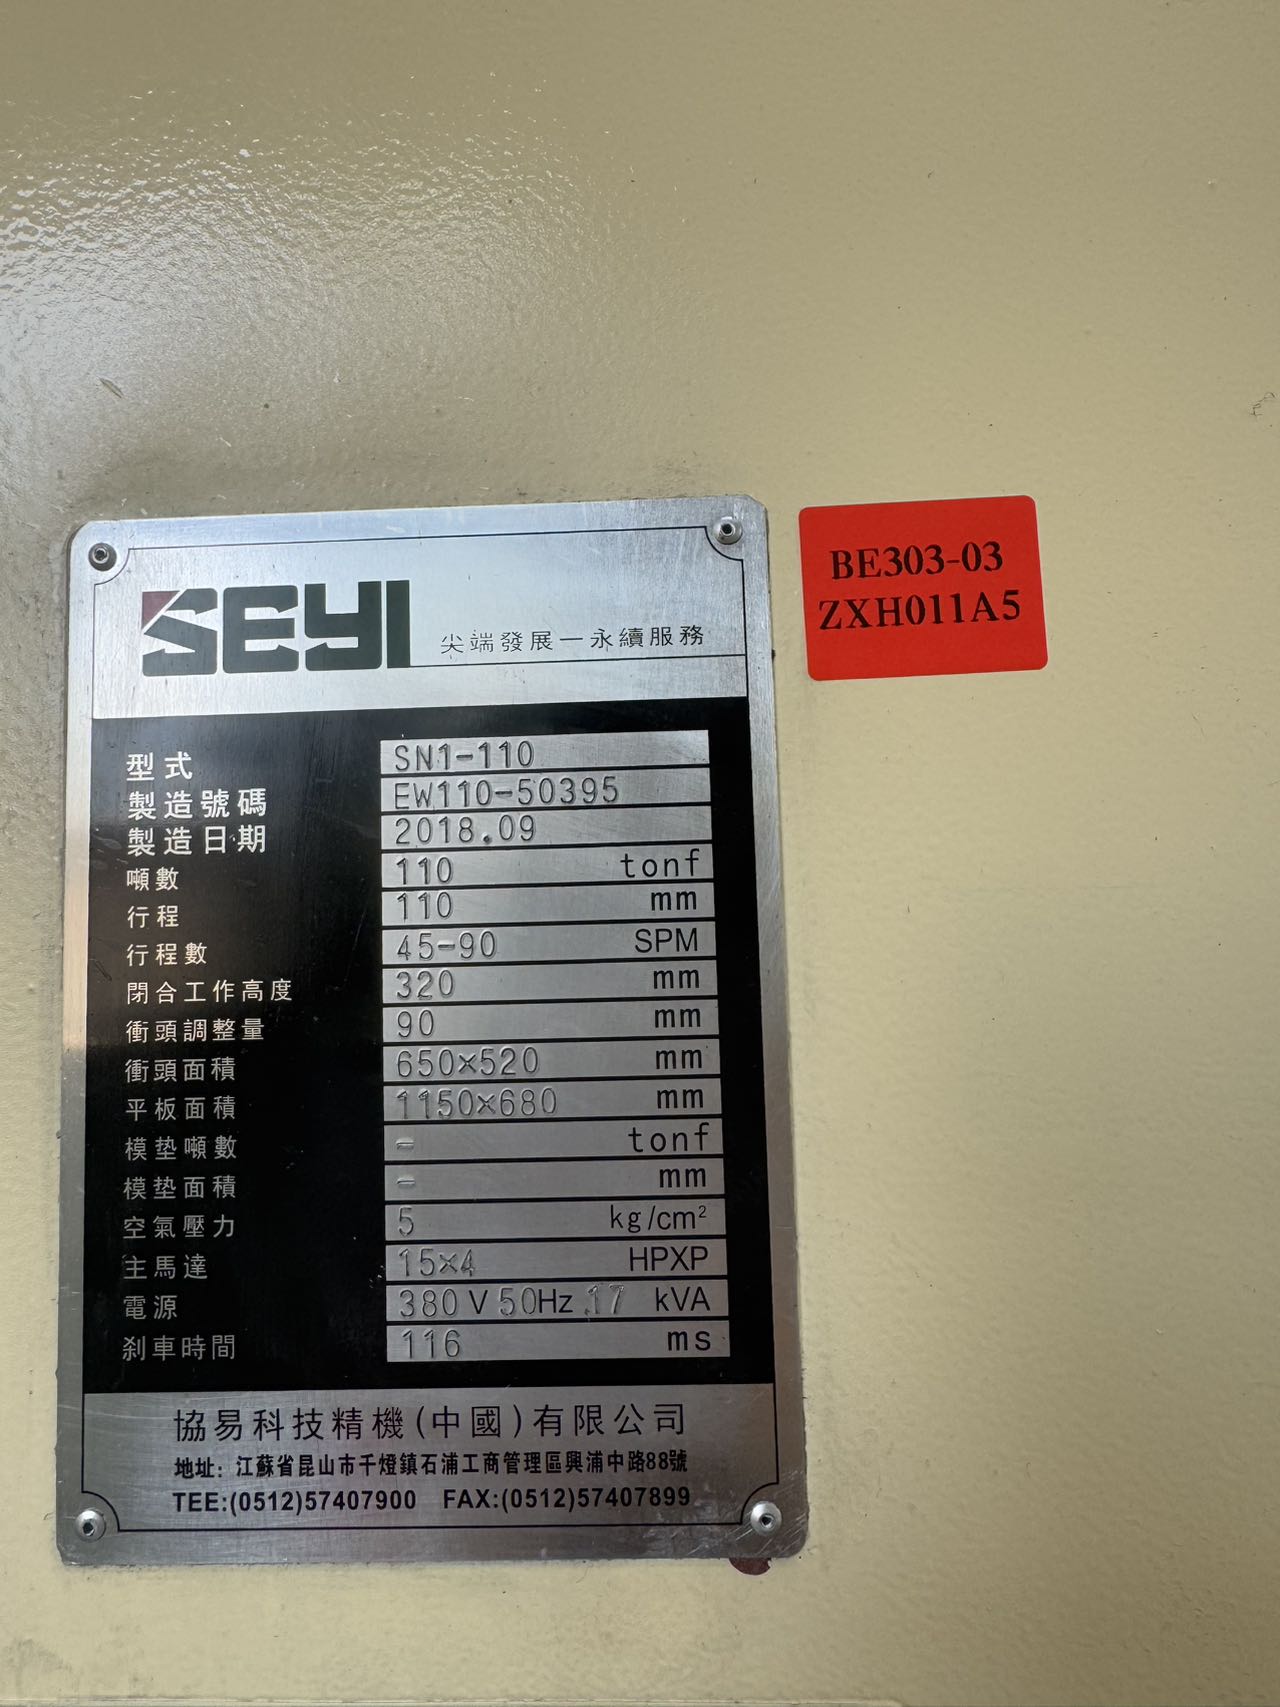 SEYI 尖端發展一永續服務
BE303-03
ZXH011A5
型式 SN1-110
製造號碼 EW110-50395
製造日期 2018.09
噸數 110 tonf
行程 110 mm
行程數 45-90 SPM
閉合工作高度 320 mm
衝頭調整量 90 mm
衝頭面積 650×520 mm
平板面積 1150×680 mm
模墊噸數 - tonf
模墊面積 - mm
空氣壓力 5 kg/cm²
主馬達 15×4 HPXP
電源 380 V 50Hz 17 kVA
刹車時間 116 ms
協易科技精機(中國)有限公司
地址: 江蘇省昆山市千燈鎮石浦工商管理區興浦中路88號
TEE:(0512)57407900 FAX:(0512)57407899